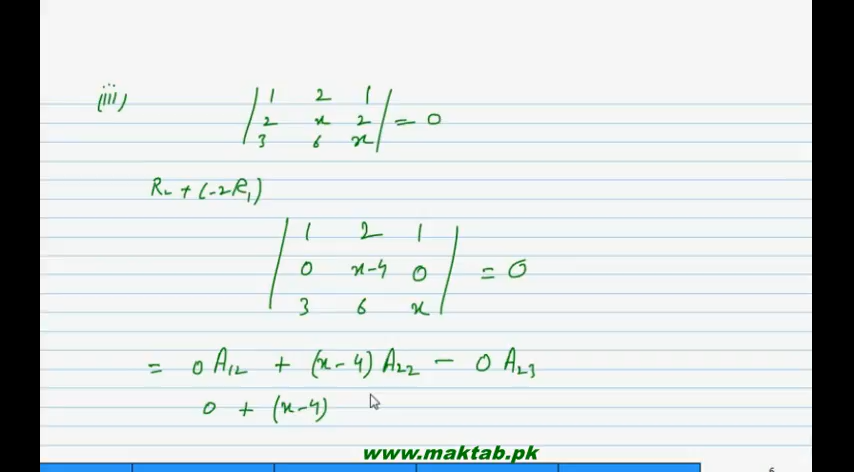 (iii) | 1 2 1 |
| 2 x 2 | = 0
| 3 6 x |
R₂ + (-2R₁)
| 1 2 1 |
| 0 x-4 0 | = 0
| 3 6 x |
= 0 A₁₂ + (x-4) A₂₂ - 0 A₂₃
0 + (x-4)
www.maktab.pk
6